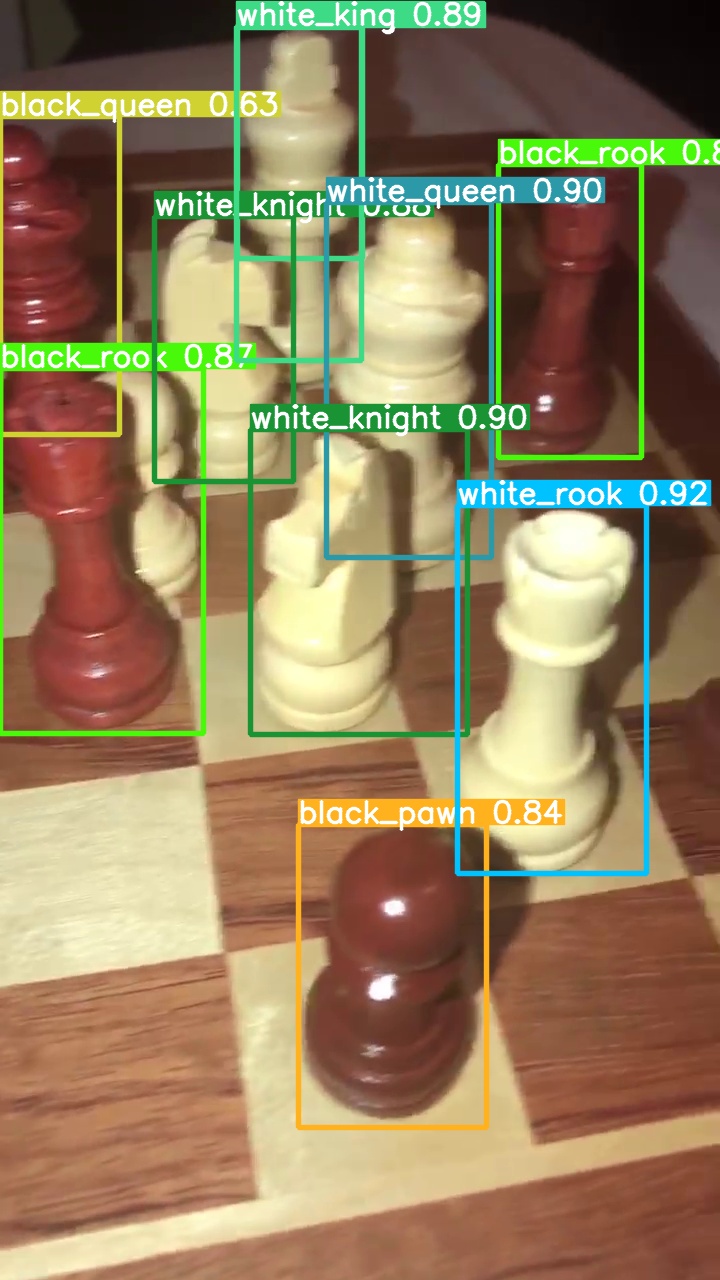 white_king 0.89
black_queen 0.63
black_rook 0.8
white_queen 0.90
white_knight 0.88
black_rook 0.87
white_knight 0.90
white_rook 0.92
black_pawn 0.84